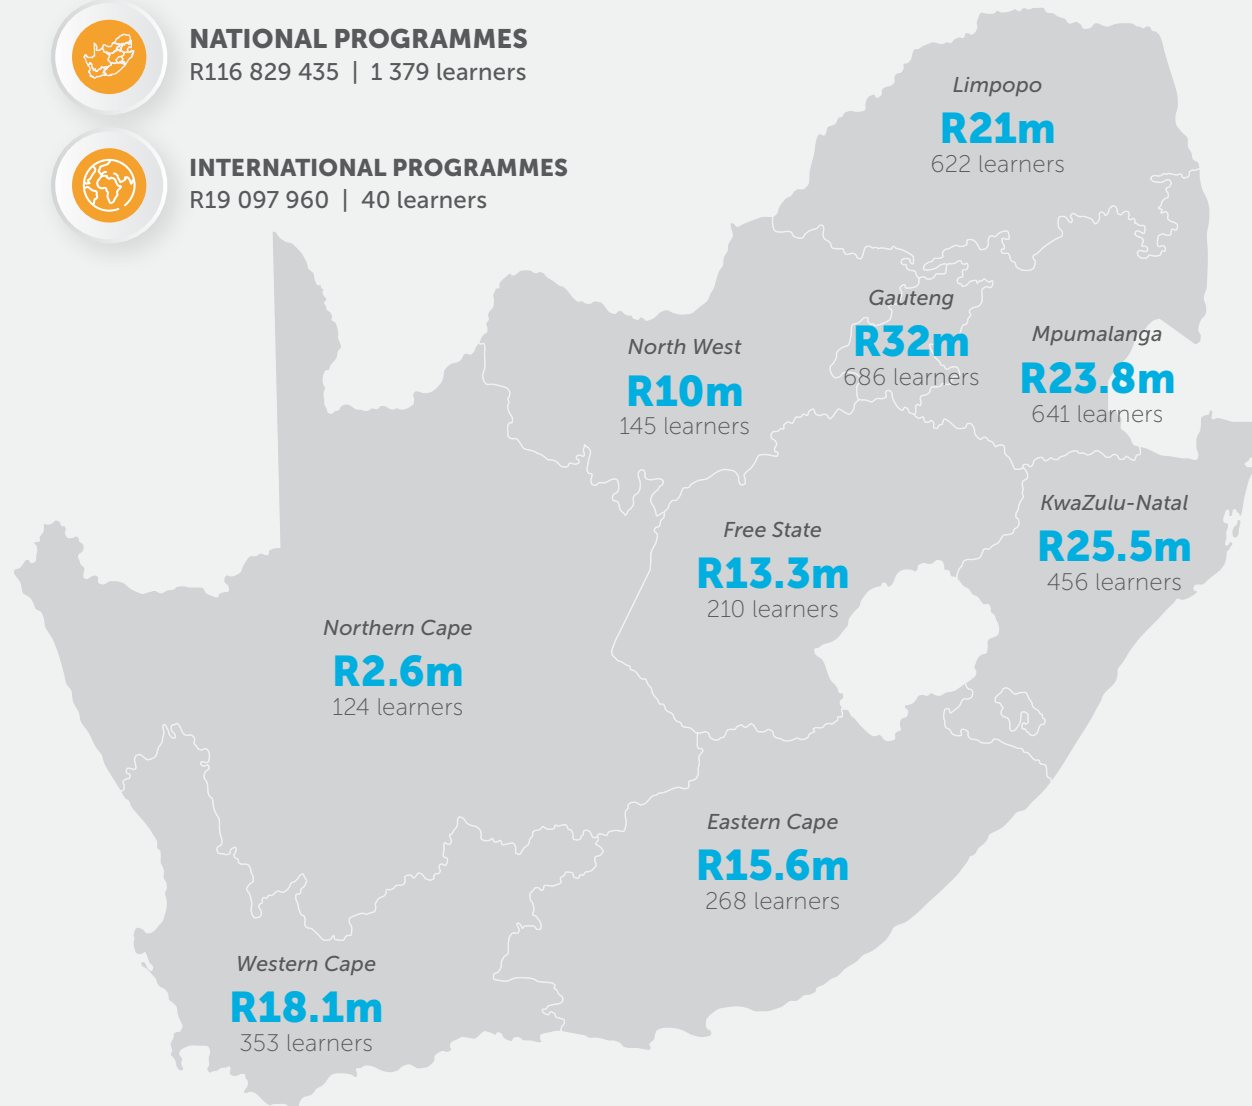 NATIONAL PROGRAMMES
R116 829 435 | 1 379 learners
INTERNATIONAL PROGRAMMES
R19 097 960 | 40 learners
Limpopo
R21m
622 learners
Gauteng
R32m
686 learners
Mpumalanga
R23.8m
641 learners
North West
R10m
145 learners
KwaZulu-Natal
R25.5m
456 learners
Free State
R13.3m
210 learners
Northern Cape
R2.6m
124 learners
Eastern Cape
R15.6m
268 learners
Western Cape
R18.1m
353 learners